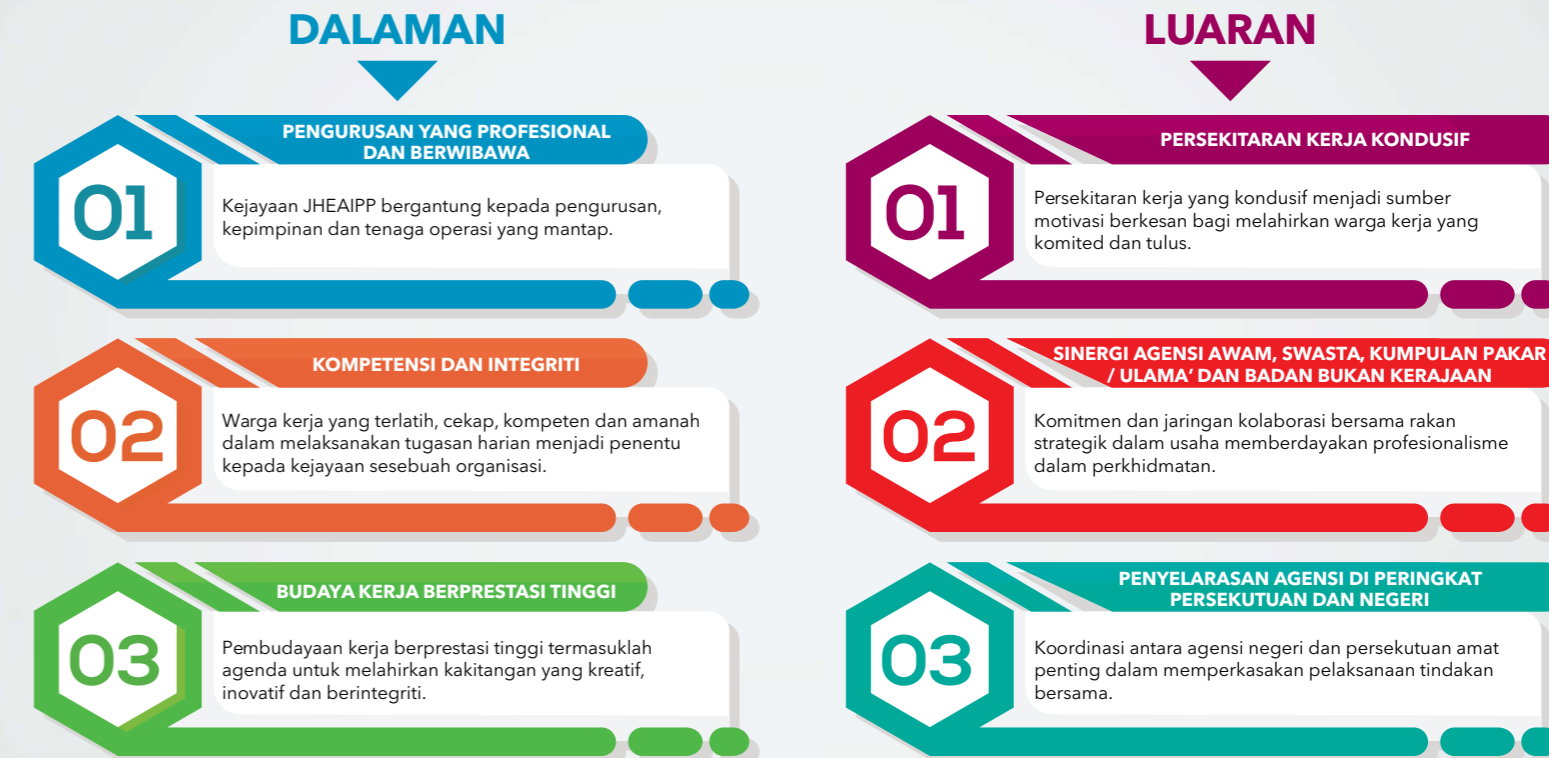 DALAMAN
01
PENGURUSAN YANG PROFESIONAL
DAN BERWIBAWA
Kejayaan JHEAIPP bergantung kepada pengurusan,
kepimpinan dan tenaga operasi yang mantap.
02
KOMPETENSI DAN INTEGRITI
Warga kerja yang terlatih, cekap, kompeten dan amanah
dalam melaksanakan tugasan harian menjadi penentu
kepada kejayaan sesebuah organisasi.
03
BUDAYA KERJA BERPRESTASI TINGGI
Pembudayaan kerja berprestasi tinggi termasuklah
agenda untuk melahirkan kakitangan yang kreatif,
inovatif dan berintegriti.
LUARAN
01
PERSEKITARAN KERJA KONDUSIF
Persekitaran kerja yang kondusif menjadi sumber
motivasi berkesan bagi melahirkan warga kerja yang
komited dan tulus.
02
SINERGI AGENSI AWAM, SWASTA, KUMPULAN PAKAR
/ ULAMA’ DAN BADAN BUKAN KERAJAAN
Komitmen dan jaringan kolaborasi bersama rakan
strategik dalam usaha memberdayakan profesionalisme
dalam perkhidmatan.
03
PENYELARASAN AGENSI DI PERINGKAT
PERSEKUTUAN DAN NEGERI
Koordinasi antara agensi negeri dan persekutuan amat
penting dalam memperkasakan pelaksanaan tindakan
bersama.